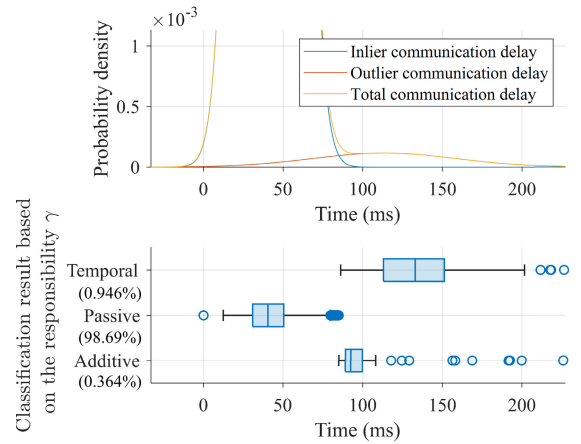 ×10^-3
1
0.5
0
Probability density
Inlier communication delay
Outlier communication delay
Total communication delay
0 50 100 150 200
Time (ms)
Classification result based
on the responsibility γ
Temporal
(0.946%)
Passive
(98.69%)
Additive
(0.364%)
0 50 100 150 200
Time (ms)